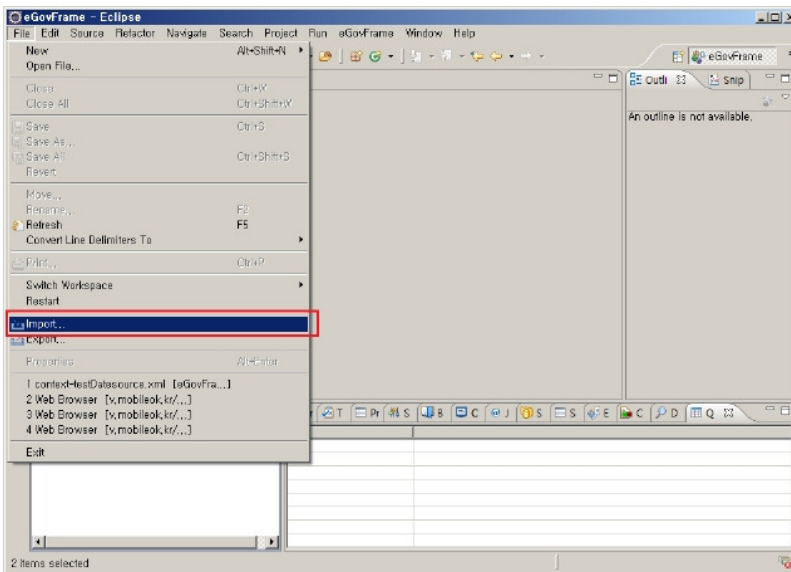 eGovFrame - Eclipse
File Edit Source Refactor Navigate Search Project Run eGovFrame Window Help
New Alt+Shift+N
Open File...
eGovFrame
Close Ctrl+W
Close All Ctrl+Shift+W
Outli Snip
An outline is not available.
Save Ctrl+S
Save As...
Save All Ctrl+Shift+S
Revert
Move...
Rename... F2
Refresh F5
Convert Line Delimiters To
Print... Ctrl+P
Switch Workspace
Restart
Import...
Export...
Properties Alt+Enter
1 context-testDatasource.xml [eGovFra...]
2 Web Browser [v,mobileok,kr/...]
3 Web Browser [v,mobileok,kr/...]
4 Web Browser [v,mobileok,kr/...]
T Pr S B C J S S E C D Q
Exit
2 items selected